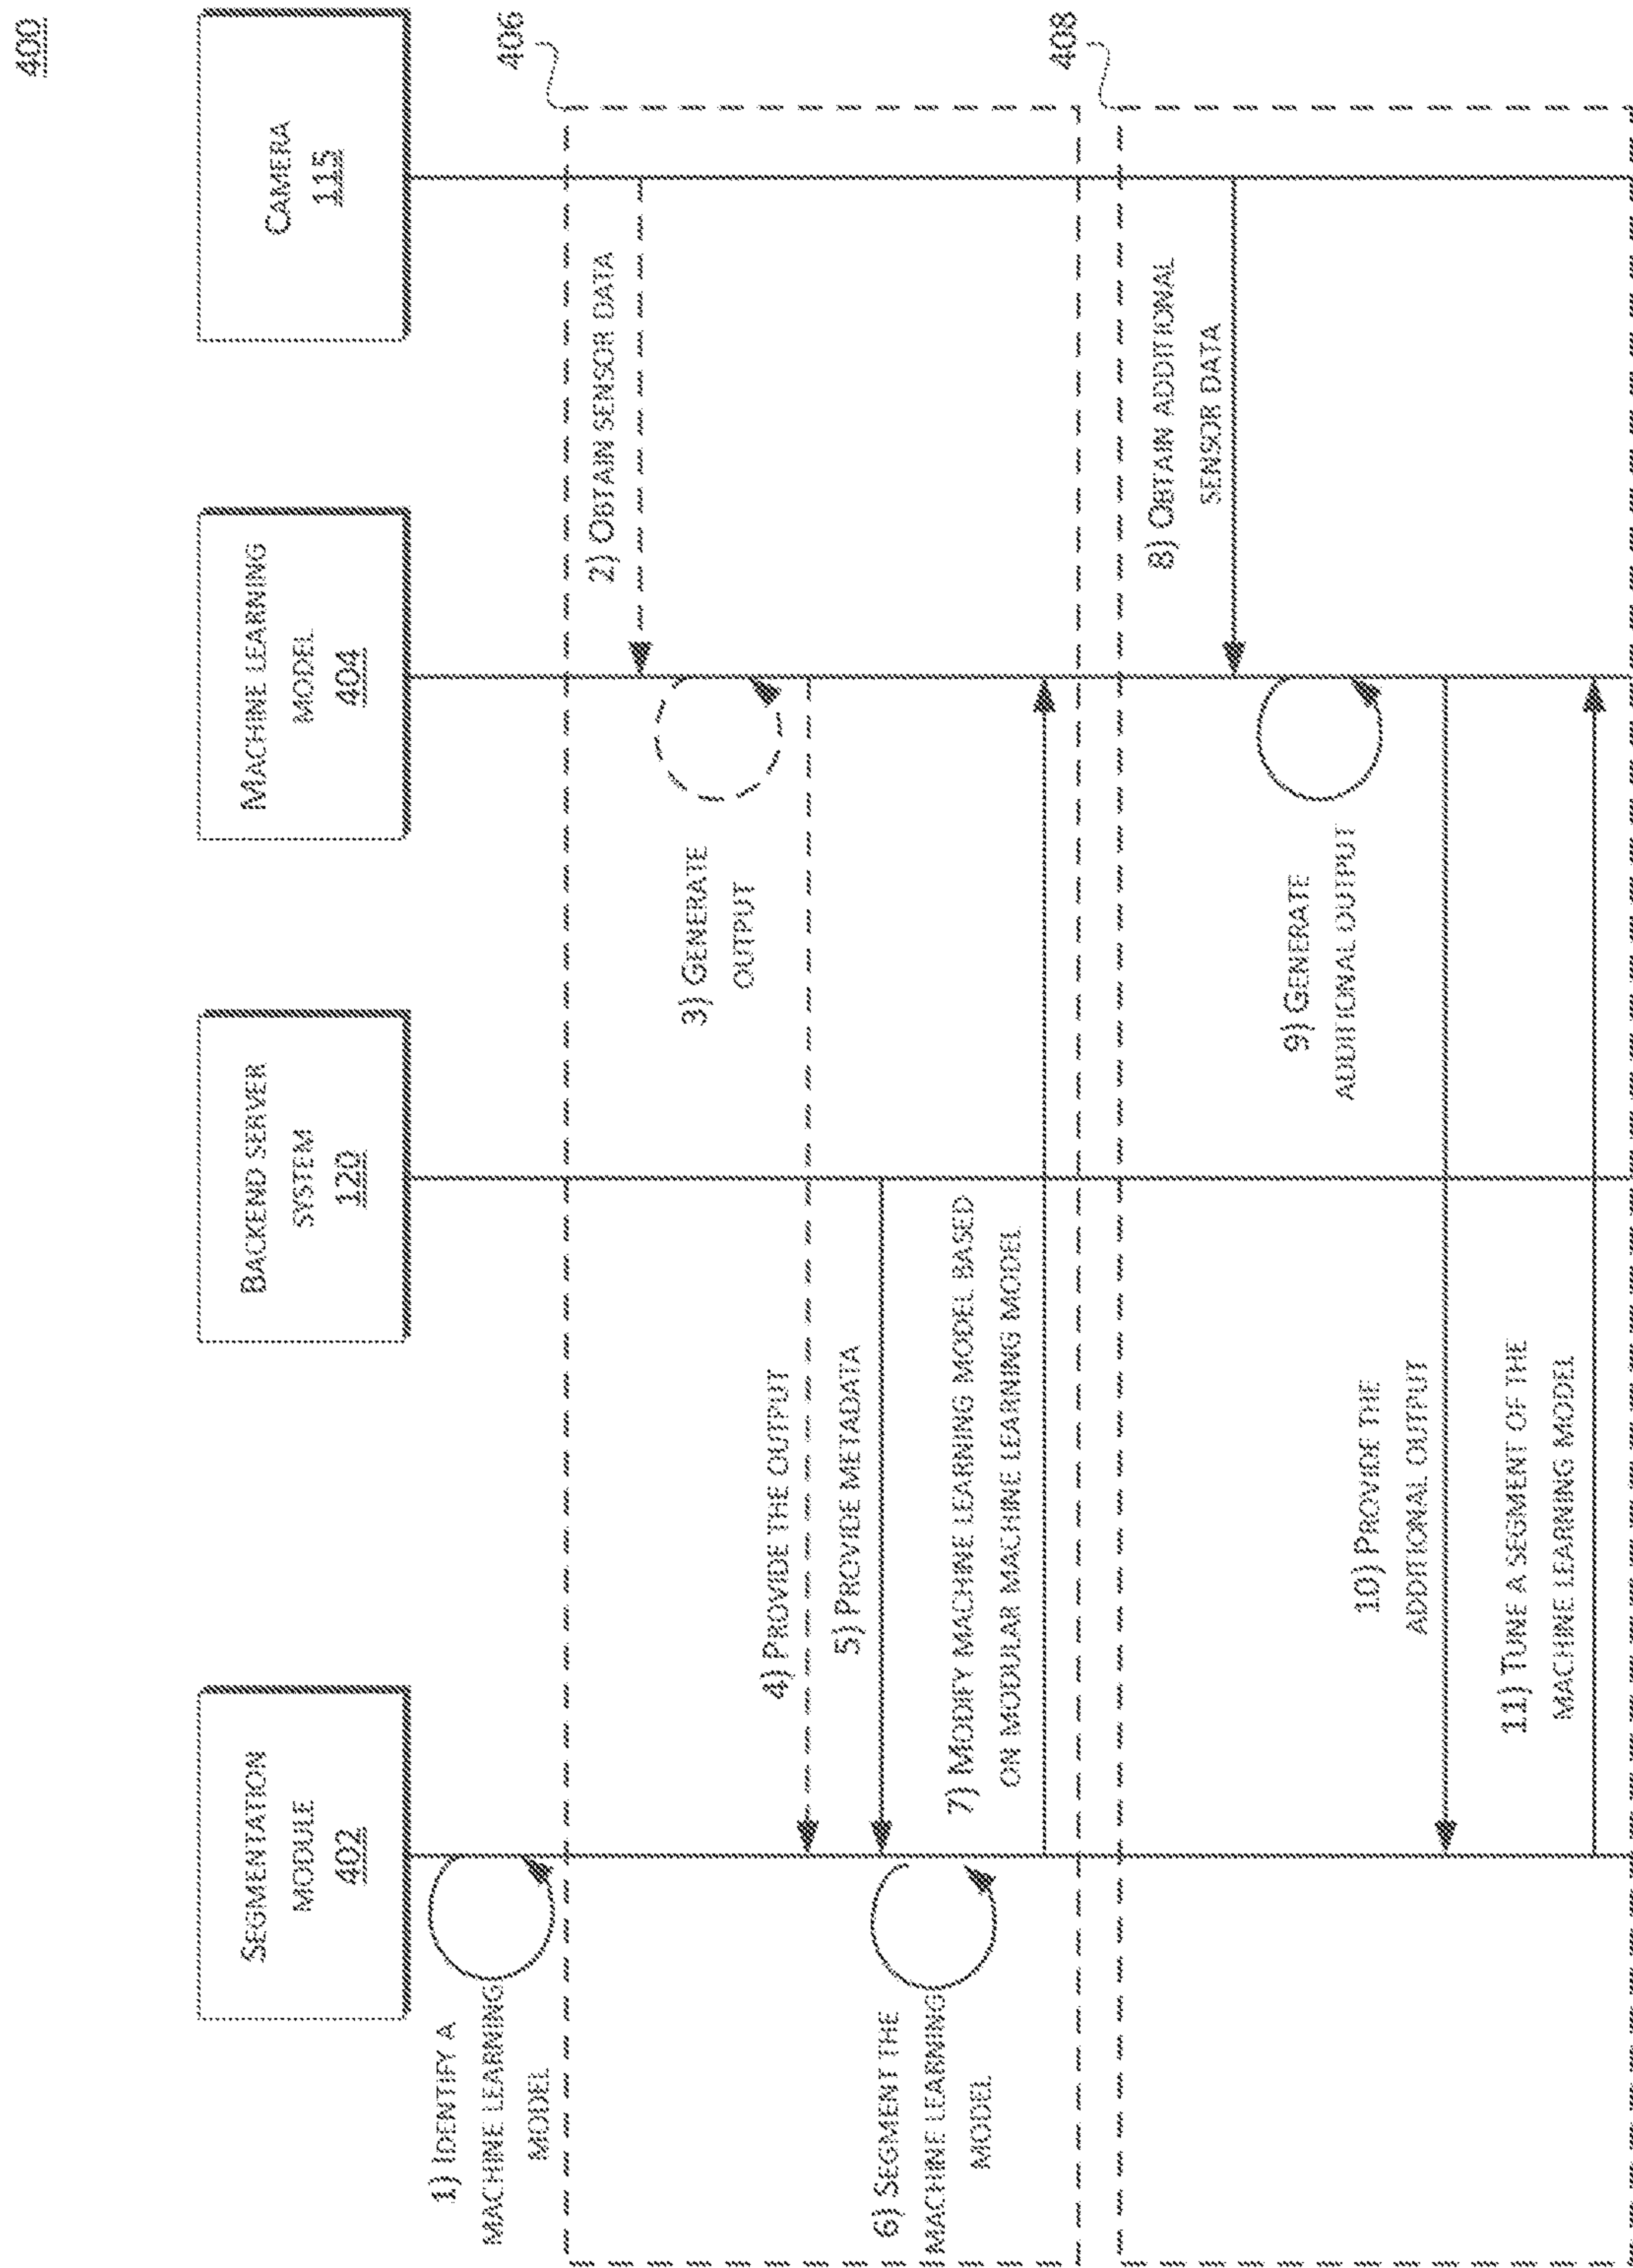 400
SEGMENTATION
MODULE
402
BACKEND SERVER
SYSTEM
120
MACHINE LEARNING
MODEL
404
CAMERA
115
1) IDENTIFY A
MACHINE LEARNING
MODEL
406
2) OBTAIN SENSOR DATA
3) GENERATE
OUTPUT
4) PROVIDE THE OUTPUT
5) PROVIDE METADATA
6) SEGMENT THE
MACHINE LEARNING
MODEL
7) MODIFY MACHINE LEARNING MODEL BASED
ON MODULAR MACHINE LEARNING MODEL
408
8) OBTAIN ADDITIONAL
SENSOR DATA
9) GENERATE
ADDITIONAL OUTPUT
10) PROVIDE THE
ADDITIONAL OUTPUT
11) TUNE A SEGMENT OF THE
MACHINE LEARNING MODEL